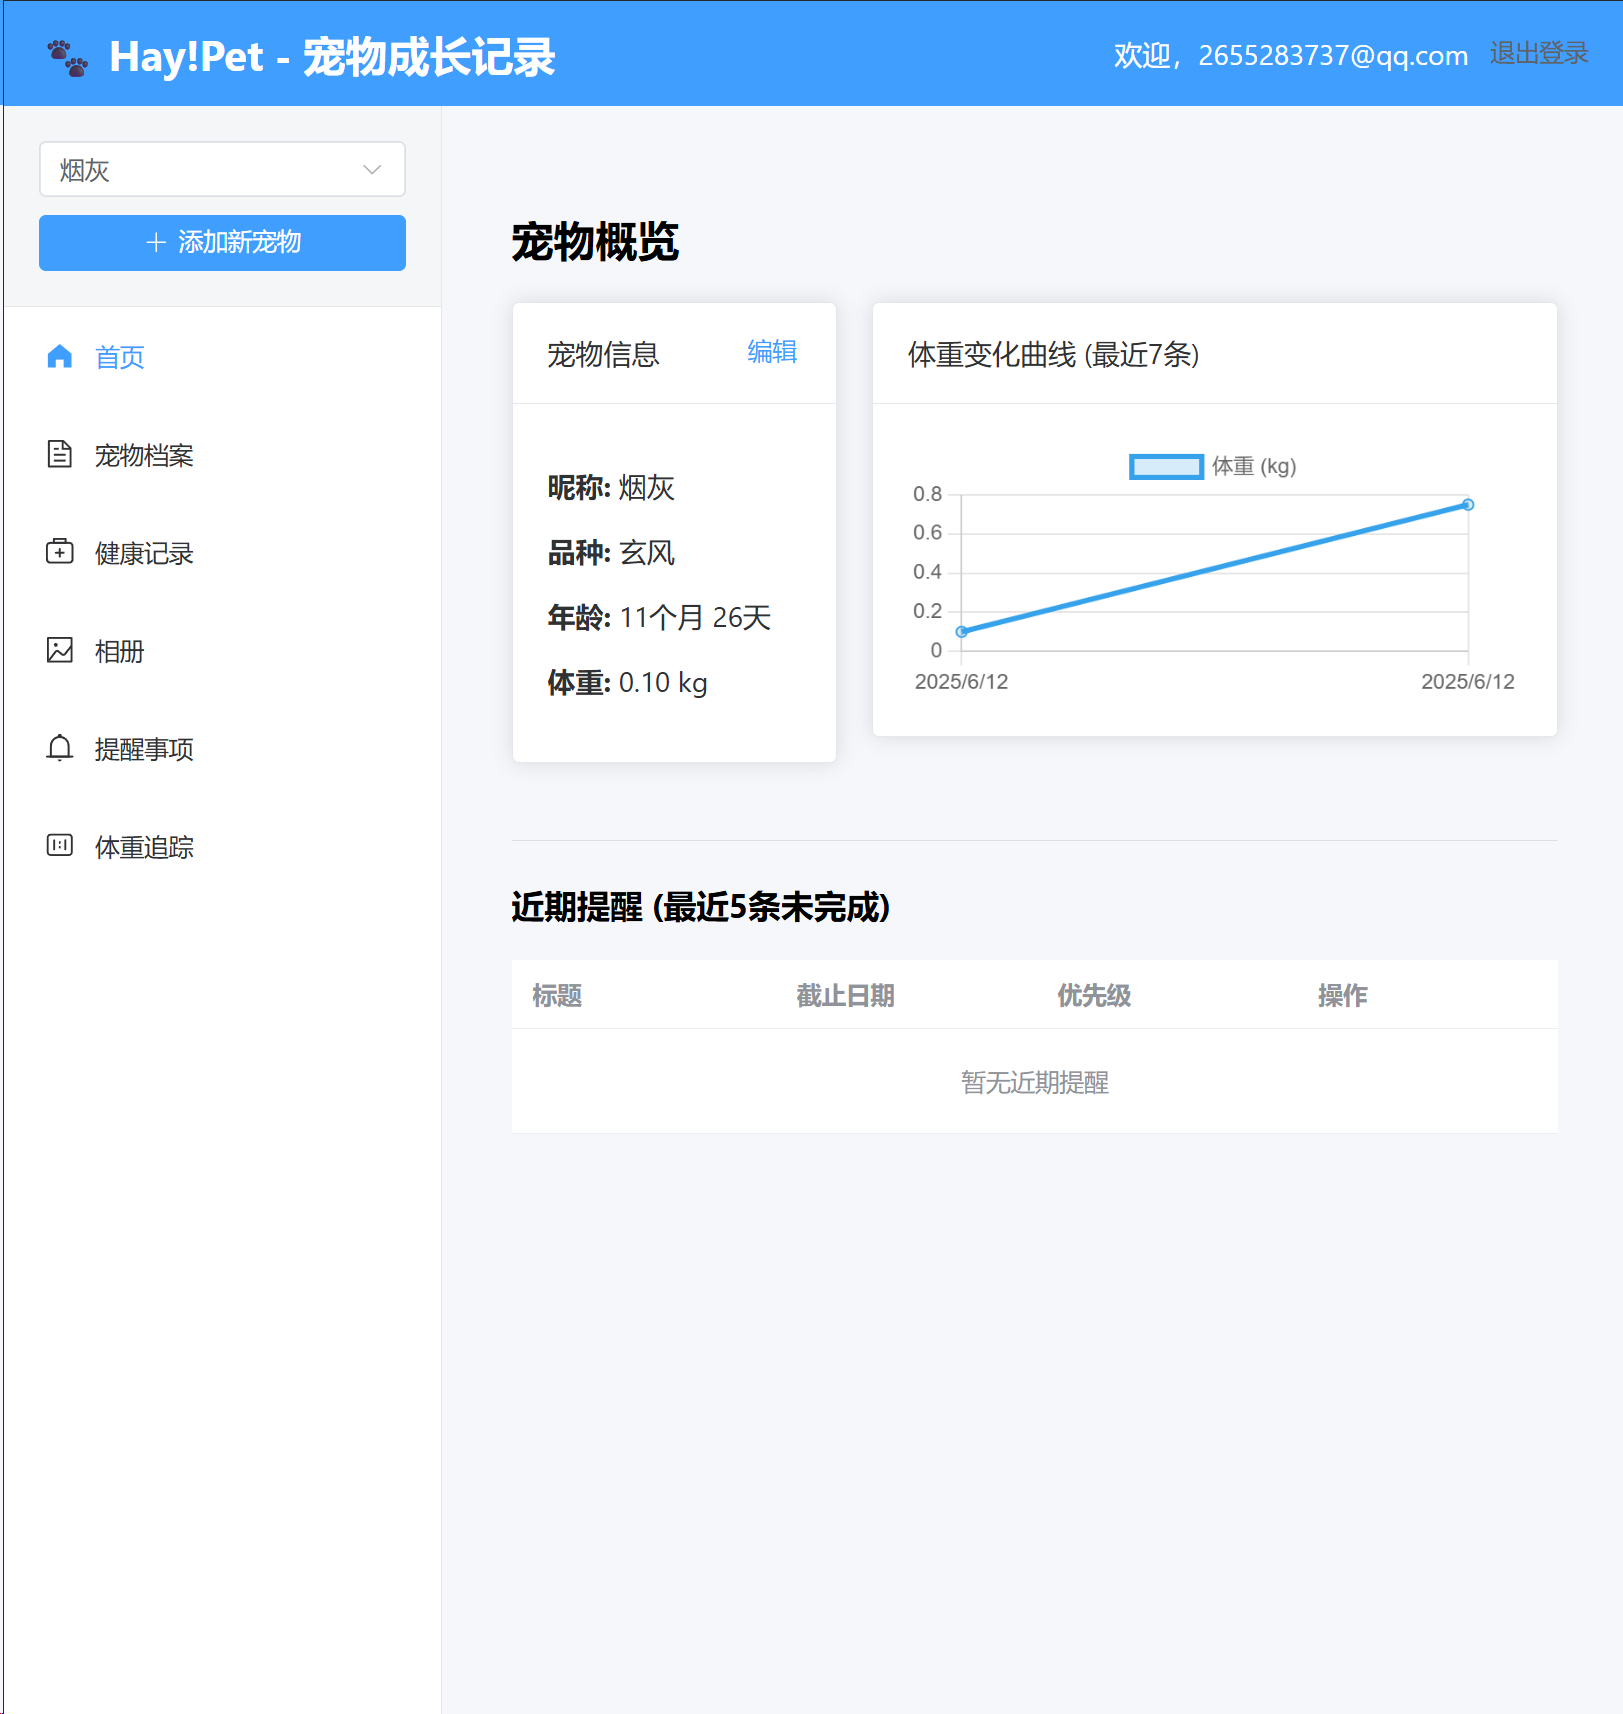 Hay!Pet - 宠物成长记录
欢迎，2655283737@qq.com 退出登录
烟灰
添加新宠物
首页
宠物档案
健康记录
相册
提醒事项
体重追踪
宠物概览
宠物信息 编辑
昵称: 烟灰
品种: 玄风
年龄: 11个月 26天
体重: 0.10 kg
体重变化曲线 (最近7条)
体重 (kg)
0.8
0.6
0.4
0.2
0
2025/6/12 2025/6/12
近期提醒 (最近5条未完成)
标题 截止日期 优先级 操作
暂无近期提醒